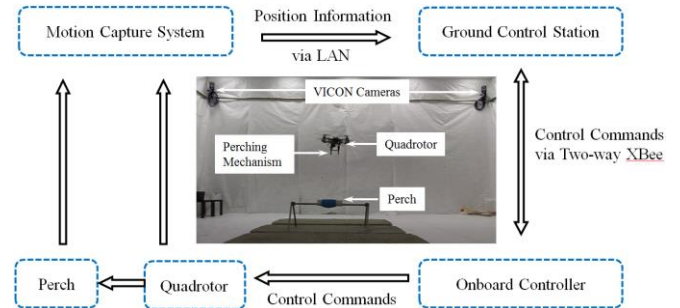 Motion Capture System
Position Information
via LAN
Ground Control Station
VICON Cameras
Perching
Mechanism
Quadrotor
Perch
Control Commands
via Two-way XBee
Perch
Quadrotor
Control Commands
Onboard Controller